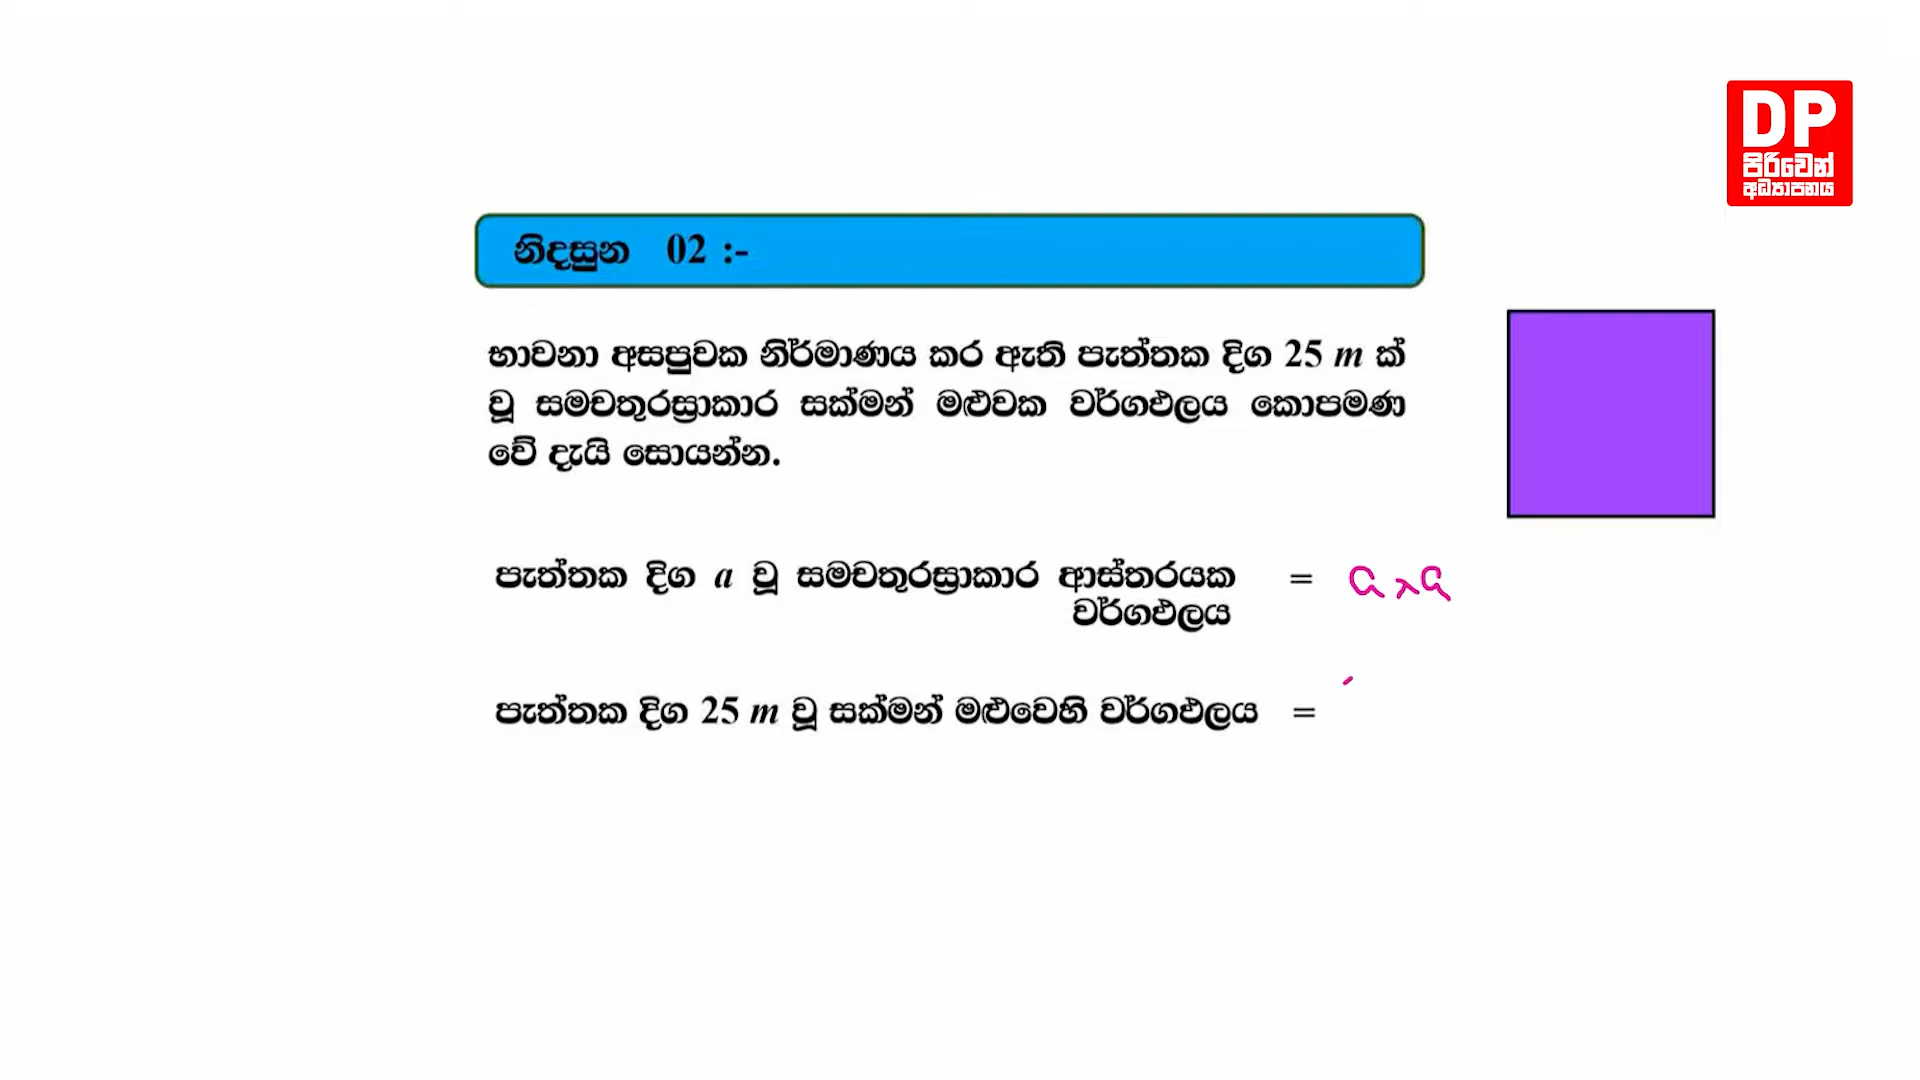 DP
පිරිවෙන්
අධ්‍යාපනය
නිදසුන 02 :-
භාවනා අසපුවක නිර්මාණය කර ඇති පැත්තක දිග 25 m ක්
වූ සමචතුරස්‍රාකාර සක්මන් මළුවක වර්ගඵලය කොපමණ
වේ දැයි සොයන්න.
පැත්තක දිග a වූ සමචතුරස්‍රාකාර ආස්තරයක = a x a
වර්ගඵලය
පැත්තක දිග 25 m වූ සක්මන් මළුවෙහි වර්ගඵලය =